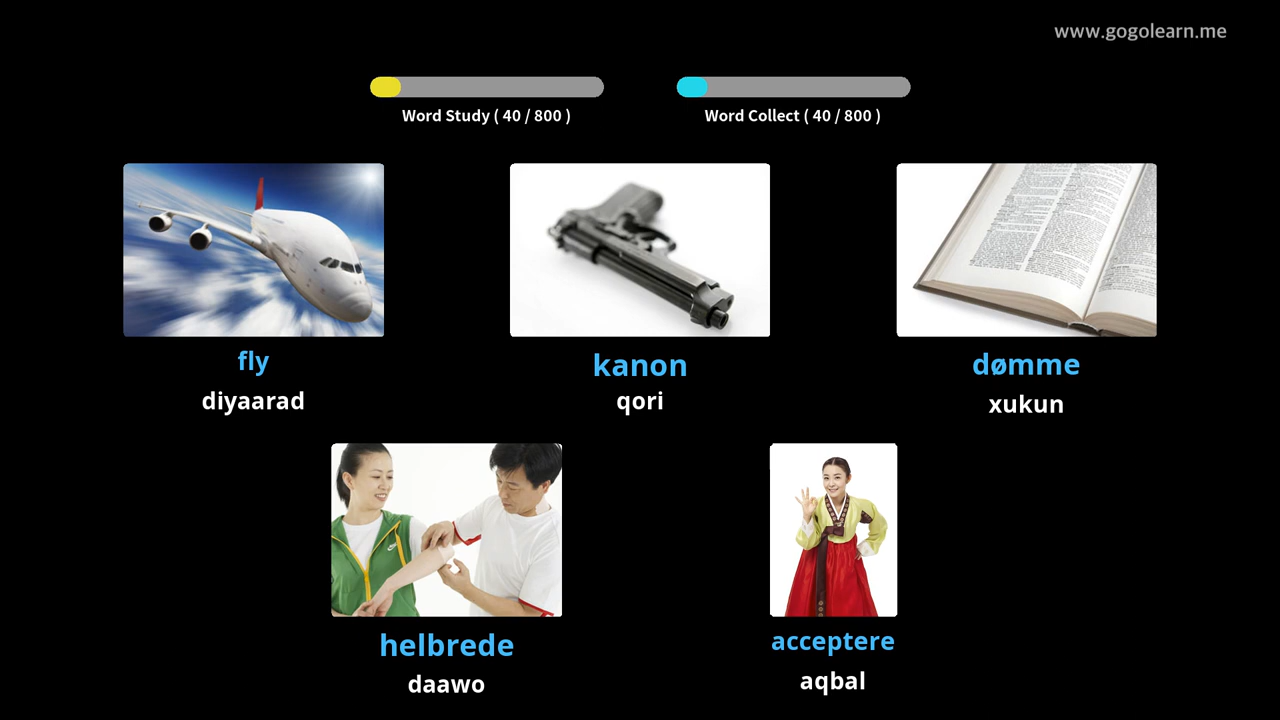 www.gogolearn.me
Word Study ( 40 / 800 )
Word Collect ( 40 / 800 )
fly
diyaarad
kanon
qori
dømme
xukun
helbrede
daawo
acceptere
aqbal